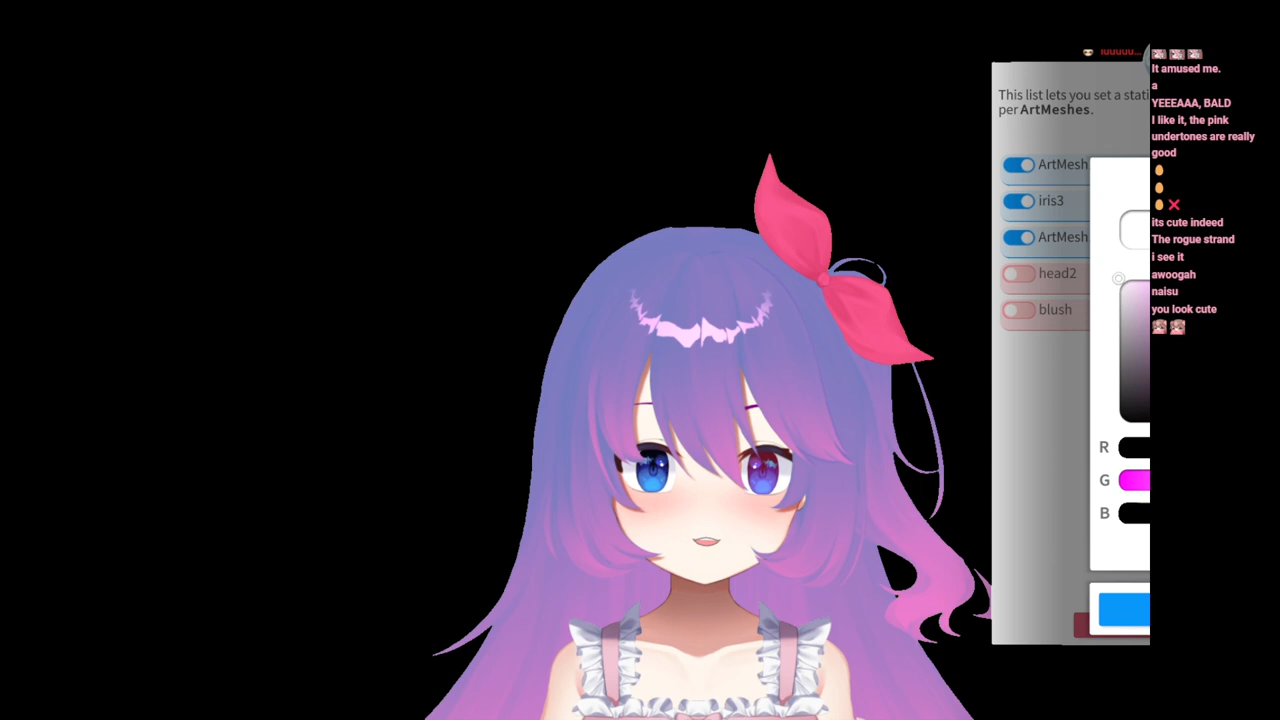 This list lets you set a stati
per ArtMeshes.
ArtMesh
iris3
ArtMesh
head2
blush
R
G
B
It amused me.
a
YEEEAAA, BALD
I like it, the pink
undertones are really
good
its cute indeed
The rogue strand
i see it
awoogah
naisu
you look cute